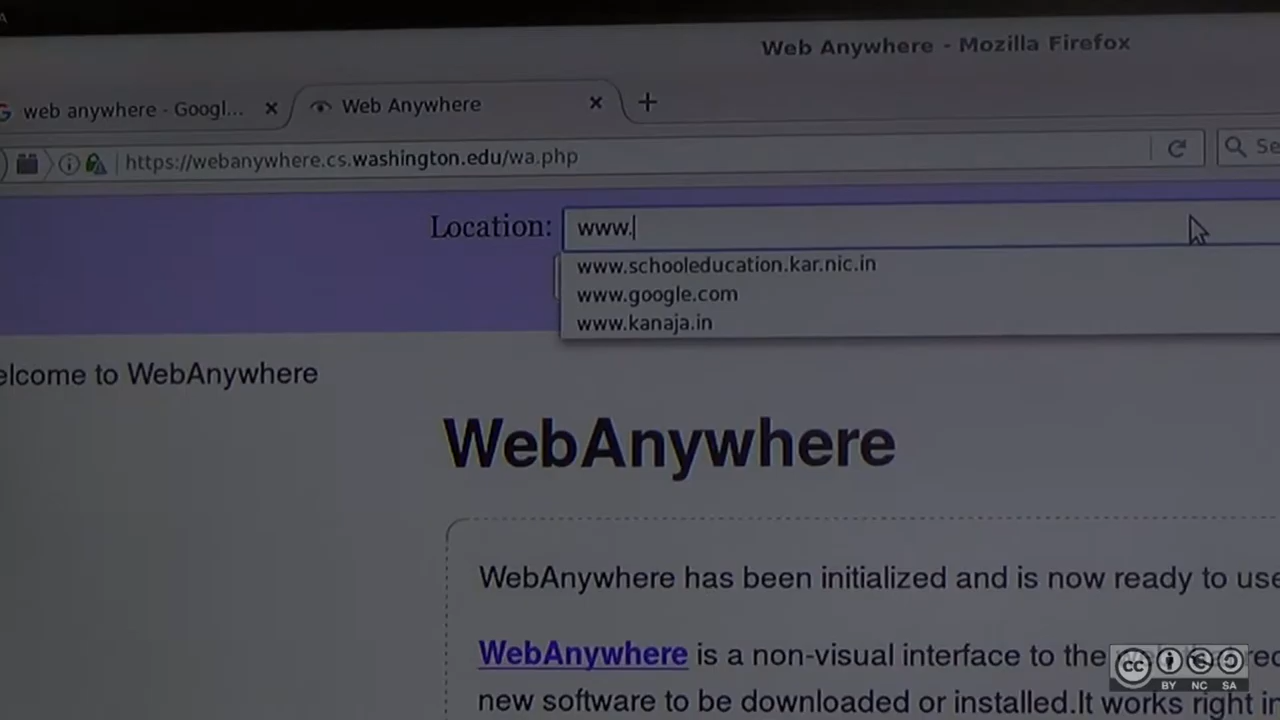 Web Anywhere - Mozilla Firefox
web anywhere - Googl...
Web Anywhere
https://webanywhere.cs.washington.edu/wa.php
Se
Location: www.
www.schooleducation.kar.nic.in
www.google.com
www.kanaja.in
elcome to WebAnywhere
WebAnywhere
WebAnywhere has been initialized and is now ready to use
WebAnywhere is a non-visual interface to the
new software to be downloaded or installed.It works right in
CC BY NC SA